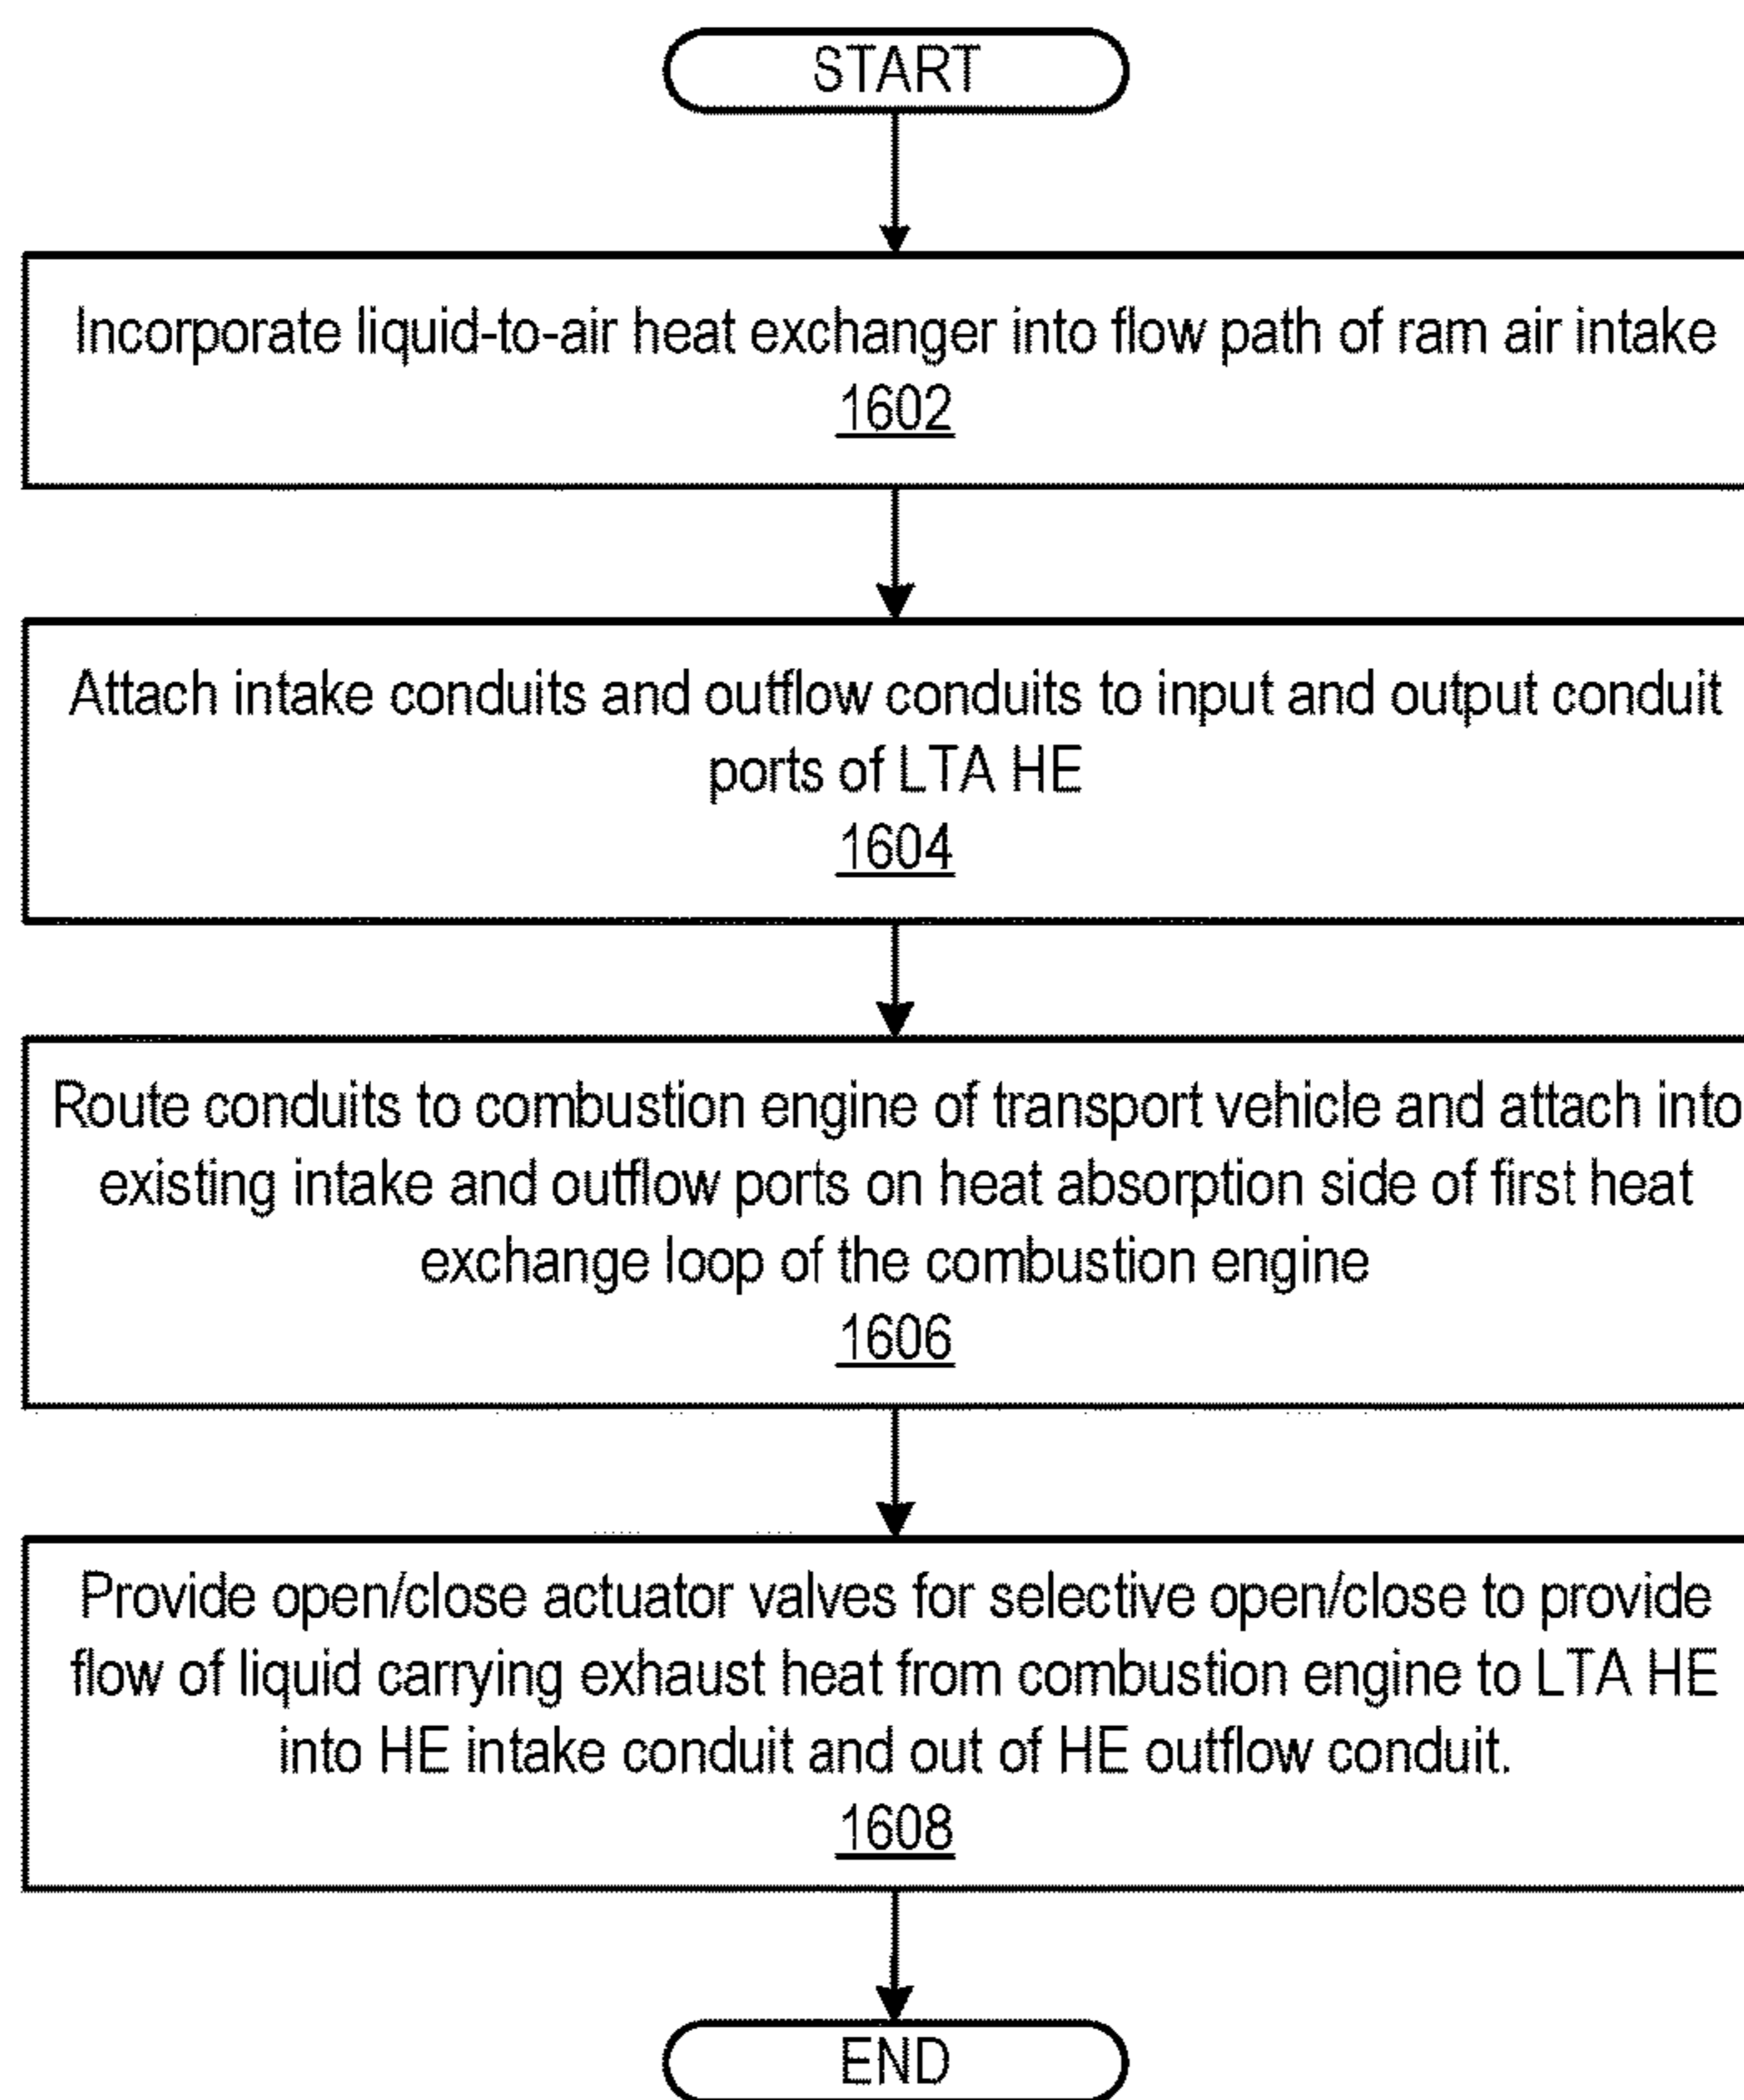 START
Incorporate liquid-to-air heat exchanger into flow path of ram air intake
1602
Attach intake conduits and outflow conduits to input and output conduit
ports of LTA HE
1604
Route conduits to combustion engine of transport vehicle and attach into
existing intake and outflow ports on heat absorption side of first heat
exchange loop of the combustion engine
1606
Provide open/close actuator valves for selective open/close to provide
flow of liquid carrying exhaust heat from combustion engine to LTA HE
into HE intake conduit and out of HE outflow conduit.
1608
END